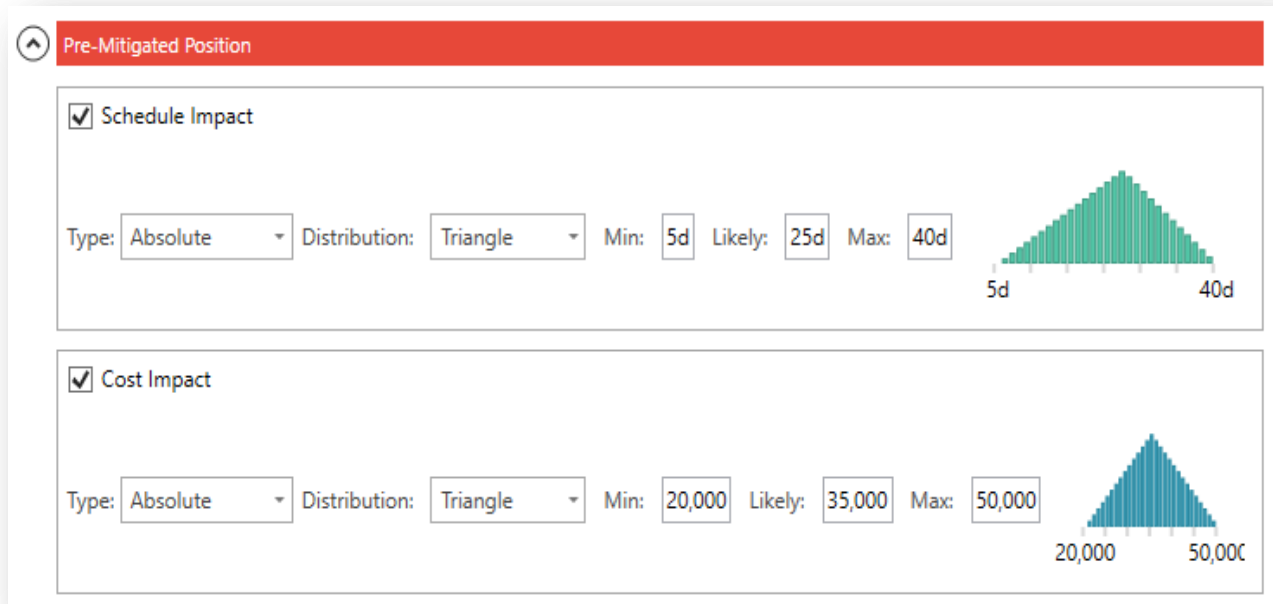 Pre-Mitigated Position
Schedule Impact
Type: Absolute Distribution: Triangle Min: 5d Likely: 25d Max: 40d
5d 40d
Cost Impact
Type: Absolute Distribution: Triangle Min: 20,000 Likely: 35,000 Max: 50,000
20,000 50,00